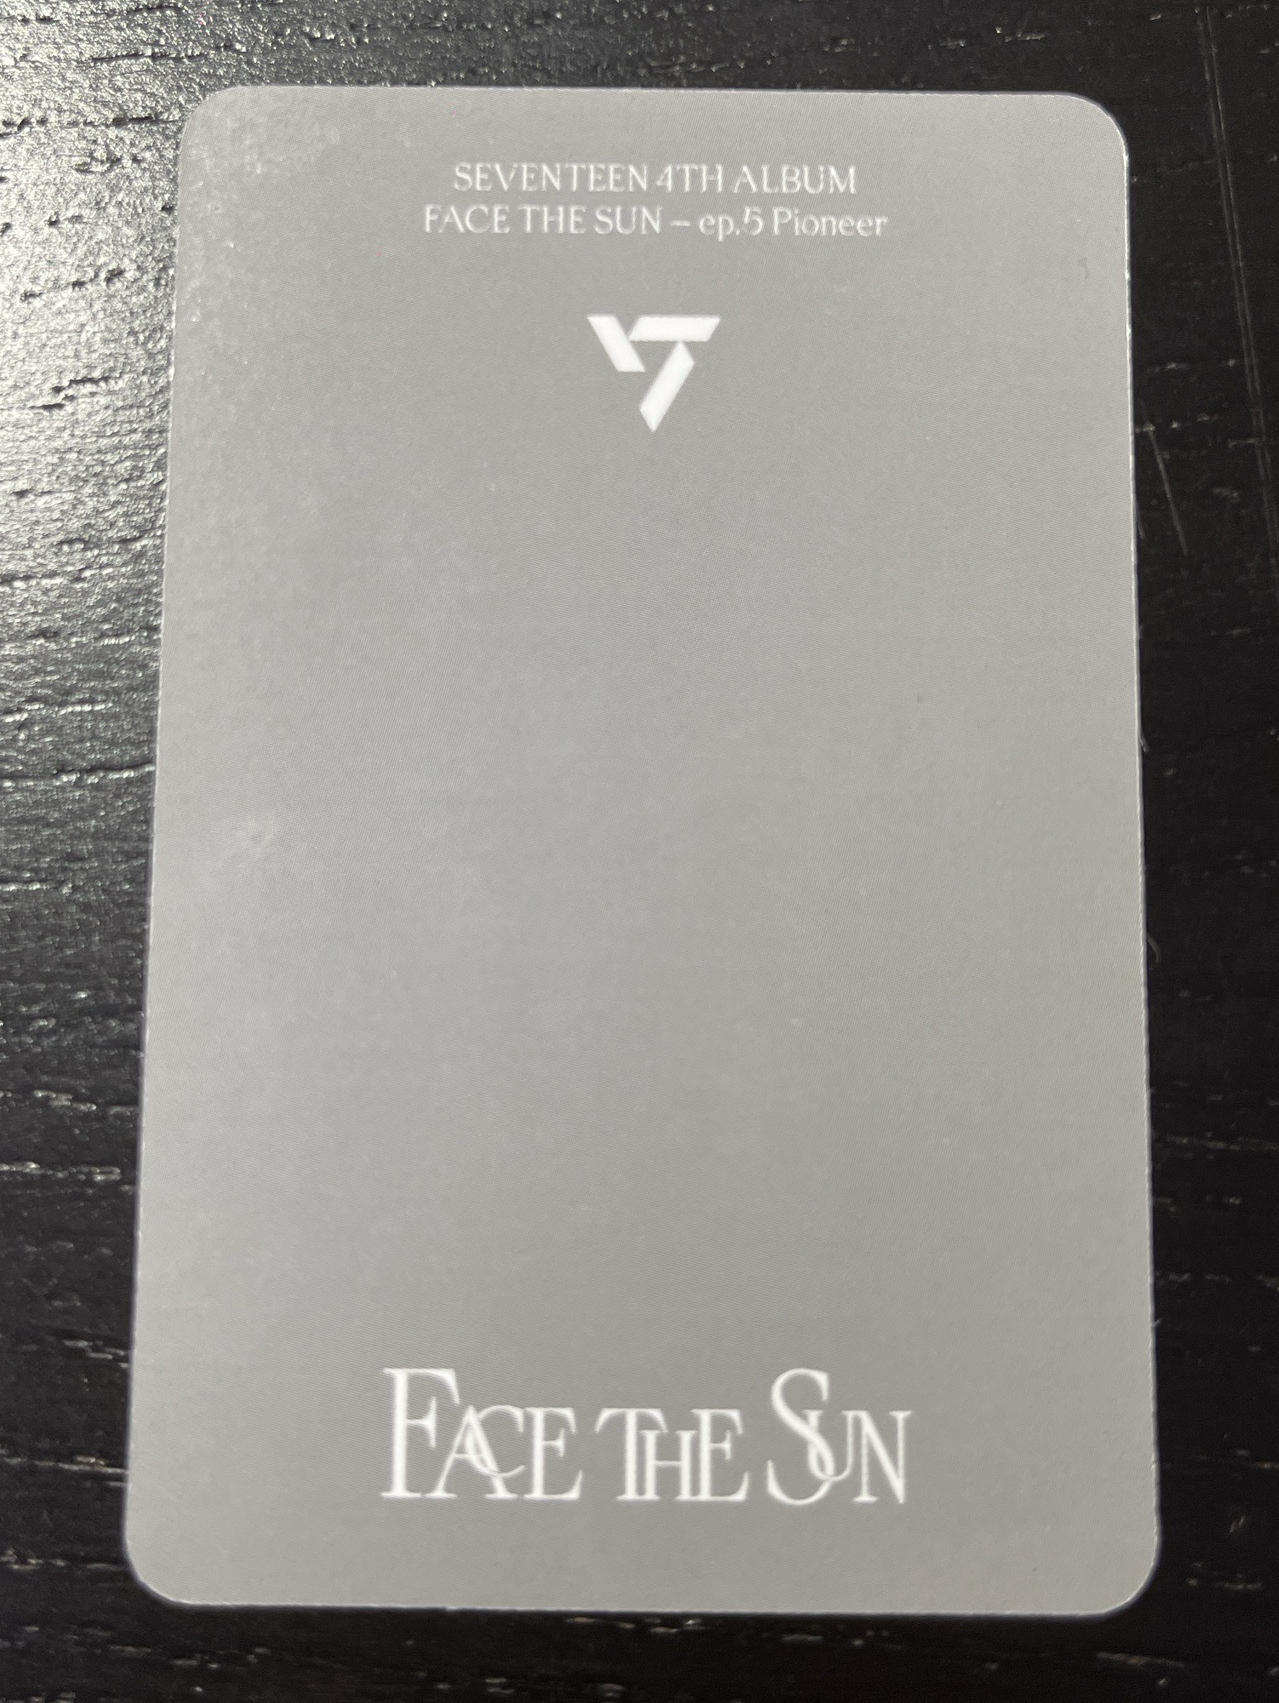 SEVENTEEN 4TH ALBUM
FACE THE SUN – ep.5 Pioneer
FACE THE SUN